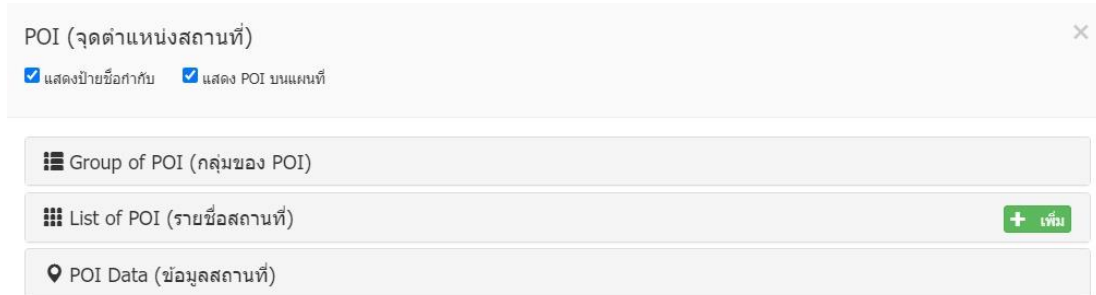 POI (จุดตำแหน่งสถานที่)
×
แสดงป้ายชื่อกำกับ แสดง POI บนแผนที่
Group of POI (กลุ่มของ POI)
List of POI (รายชื่อสถานที่) + เพิ่ม
POI Data (ข้อมูลสถานที่)